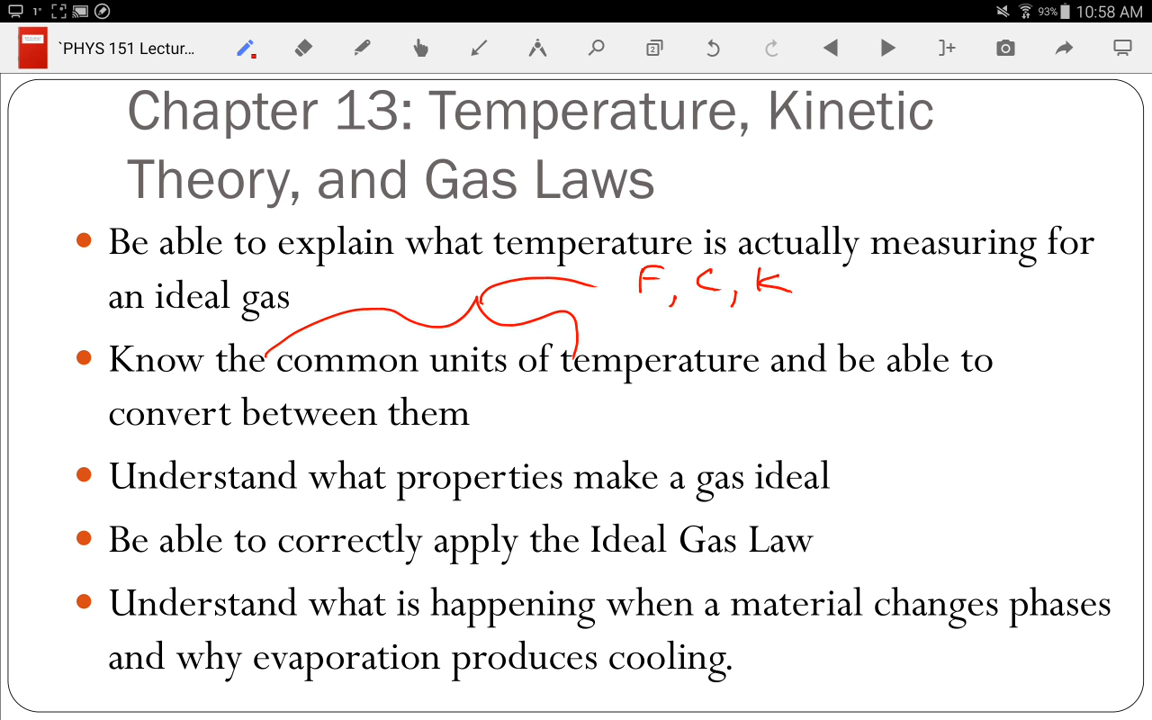 93% 10:58 AM
`PHYS 151 Lectur...
Chapter 13: Temperature, Kinetic
Theory, and Gas Laws
• Be able to explain what temperature is actually measuring for
an ideal gas
F, C, K
• Know the common units of temperature and be able to
convert between them
• Understand what properties make a gas ideal
• Be able to correctly apply the Ideal Gas Law
• Understand what is happening when a material changes phases
and why evaporation produces cooling.